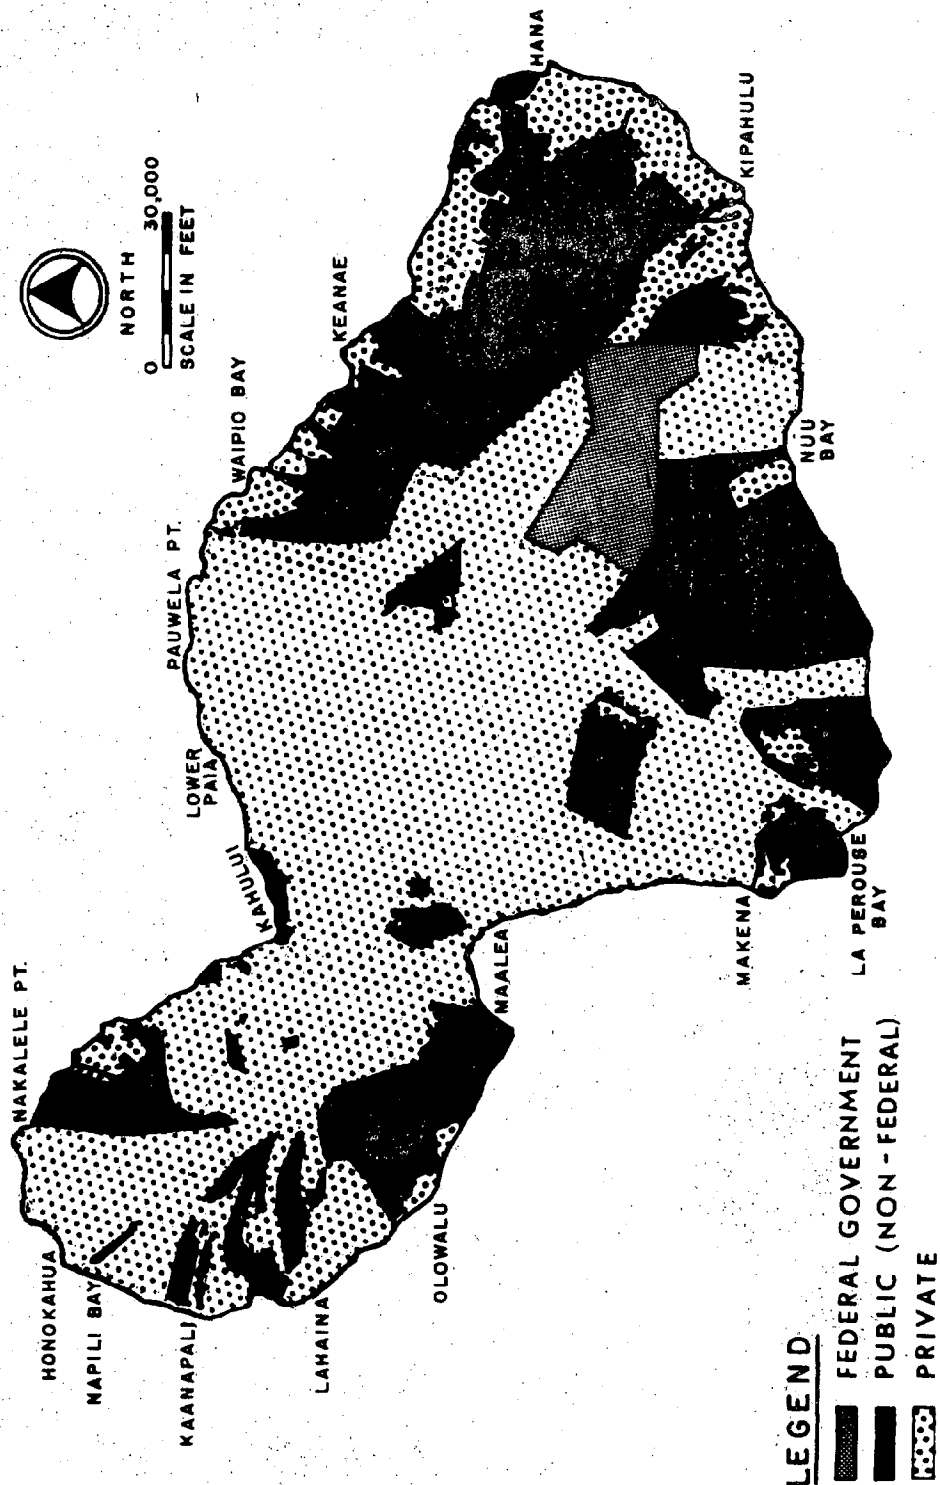 NORTH
0 30,000
SCALE IN FEET
HANA
KIPAHULU
KEANAE
WAIPIO BAY
NUU
BAY
PAUWELA PT.
LOWER
PAIA
KAHULUI
NAKALELE PT.
MAALEA
MAKENA
LA PEROUSE
BAY
HONOKAHUA
NAPILI BAY
KAANAPALI
LAHAINA
OLOWALU
LEGEND
FEDERAL GOVERNMENT
PUBLIC (NON-FEDERAL)
PRIVATE